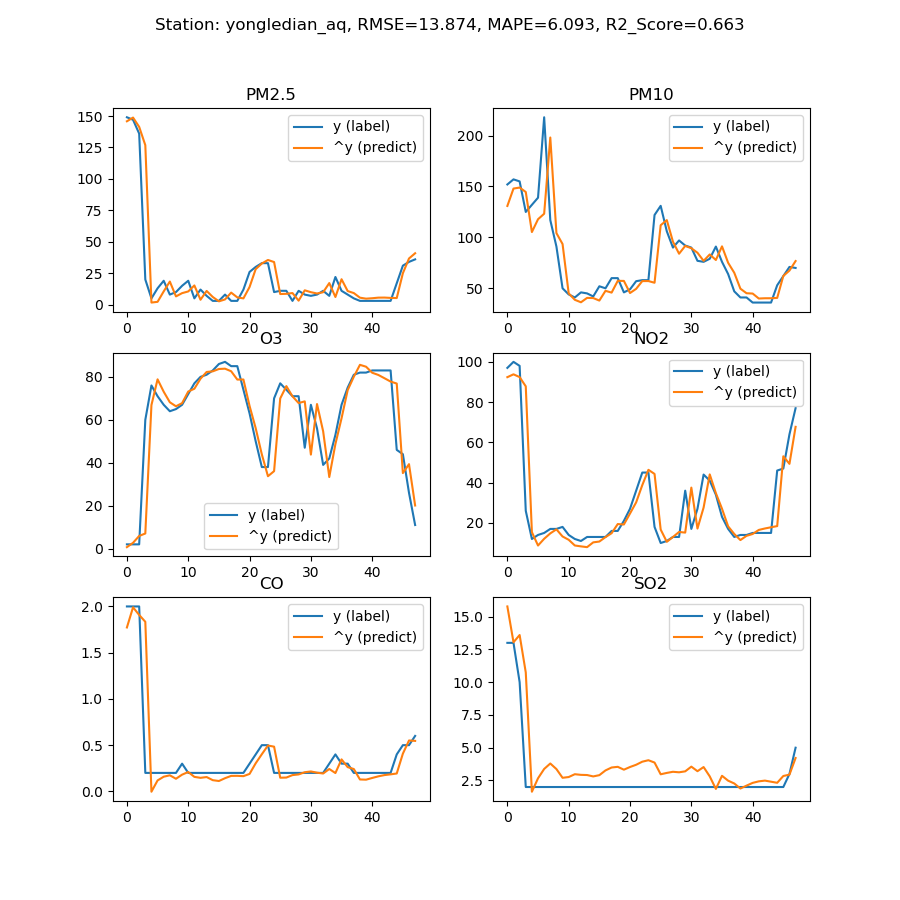 Station: yongledian_aq, RMSE=13.874, MAPE=6.093, R2_Score=0.663
PM2.5
150
125
100
75
50
25
0
0 10 20 30 40
y (label)
^y (predict)
PM10
200
150
100
50
0 10 20 30 40
y (label)
^y (predict)
O3
80
60
40
20
0
0 10 20 30 40
y (label)
^y (predict)
NO2
100
80
60
40
20
0 10 20 30 40
y (label)
^y (predict)
CO
2.0
1.5
1.0
0.5
0.0
0 10 20 30 40
y (label)
^y (predict)
SO2
15.0
12.5
10.0
7.5
5.0
2.5
0 10 20 30 40
y (label)
^y (predict)